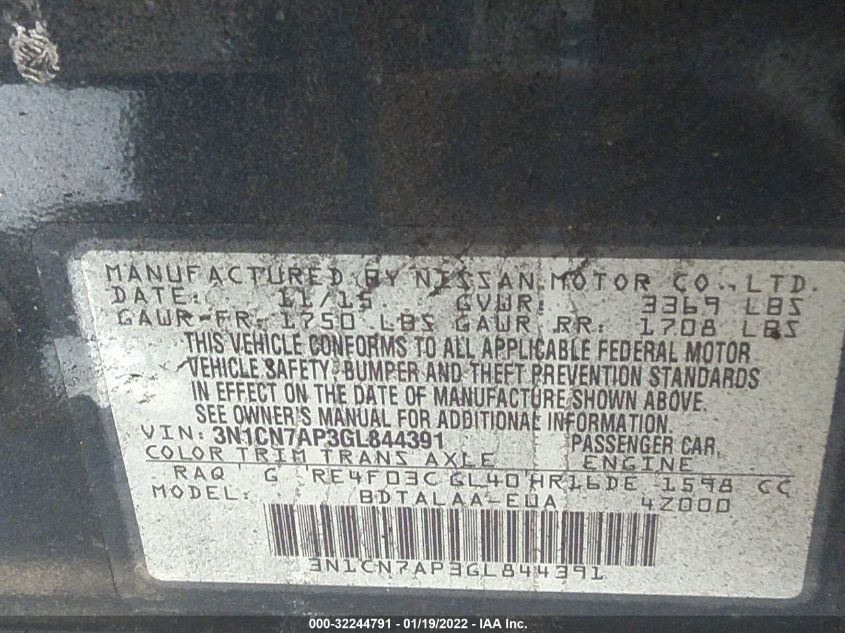 MANUFACTURED BY NISSAN MOTOR CO., LTD.
DATE: 11/15 GVWR: 3369 LBS
GAWR-FR: 1750 LBS GAWR RR: 1708 LBS
THIS VEHICLE CONFORMS TO ALL APPLICABLE FEDERAL MOTOR
VEHICLE SAFETY, BUMPER AND THEFT PREVENTION STANDARDS
IN EFFECT ON THE DATE OF MANUFACTURE SHOWN ABOVE.
SEE OWNER'S MANUAL FOR ADDITIONAL INFORMATION.
VIN: 3N1CN7AP3GL844391 PASSENGER CAR
COLOR TRIM TRANS AXLE ENGINE
RAQ G RE4F03C GL40 HR16DE 1598 CC
MODEL: BDTALAA-EUA 4Z000
3N1CN7AP3GL844391
000-32244791 - 01/19/2022 - IAA Inc.